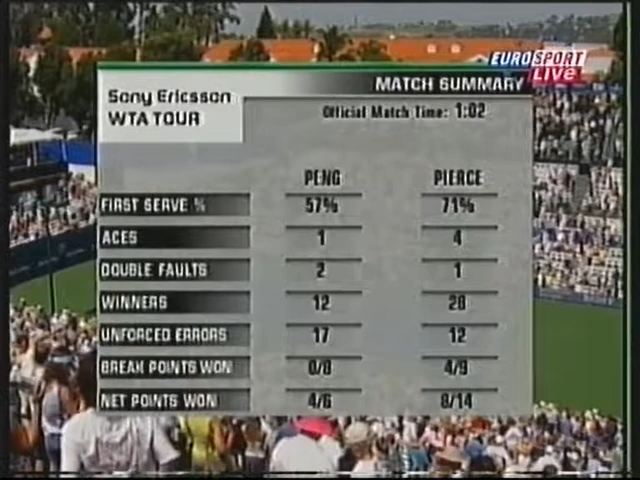 EUROSPORT
LIVE
MATCH SUMMARY
Sony Ericsson
WTA TOUR
Official Match Time: 1:02
PENG PIERCE
FIRST SERVE % 57% 71%
ACES 1 4
DOUBLE FAULTS 2 1
WINNERS 12 28
UNFORCED ERRORS 17 12
BREAK POINTS WON 0/0 4/9
NET POINTS WON 4/6 8/14